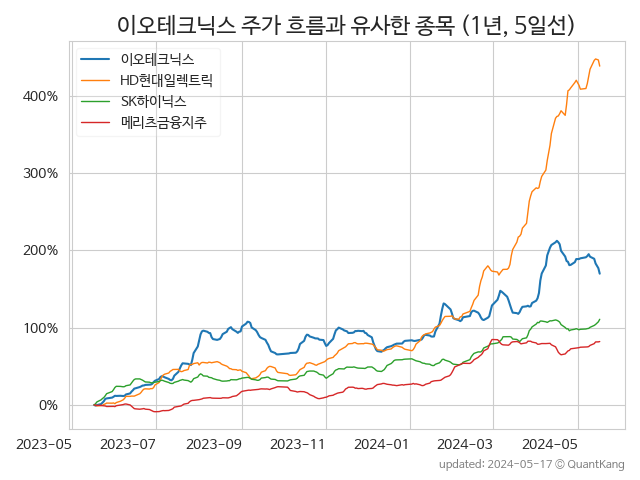 이오테크닉스 주가 흐름과 유사한 종목 (1년, 5일선)
이오테크닉스
HD현대일렉트릭
SK하이닉스
메리츠금융지주
400%
300%
200%
100%
0%
2023-05 2023-07 2023-09 2023-11 2024-01 2024-03 2024-05
updated: 2024-05-17 © QuantKang